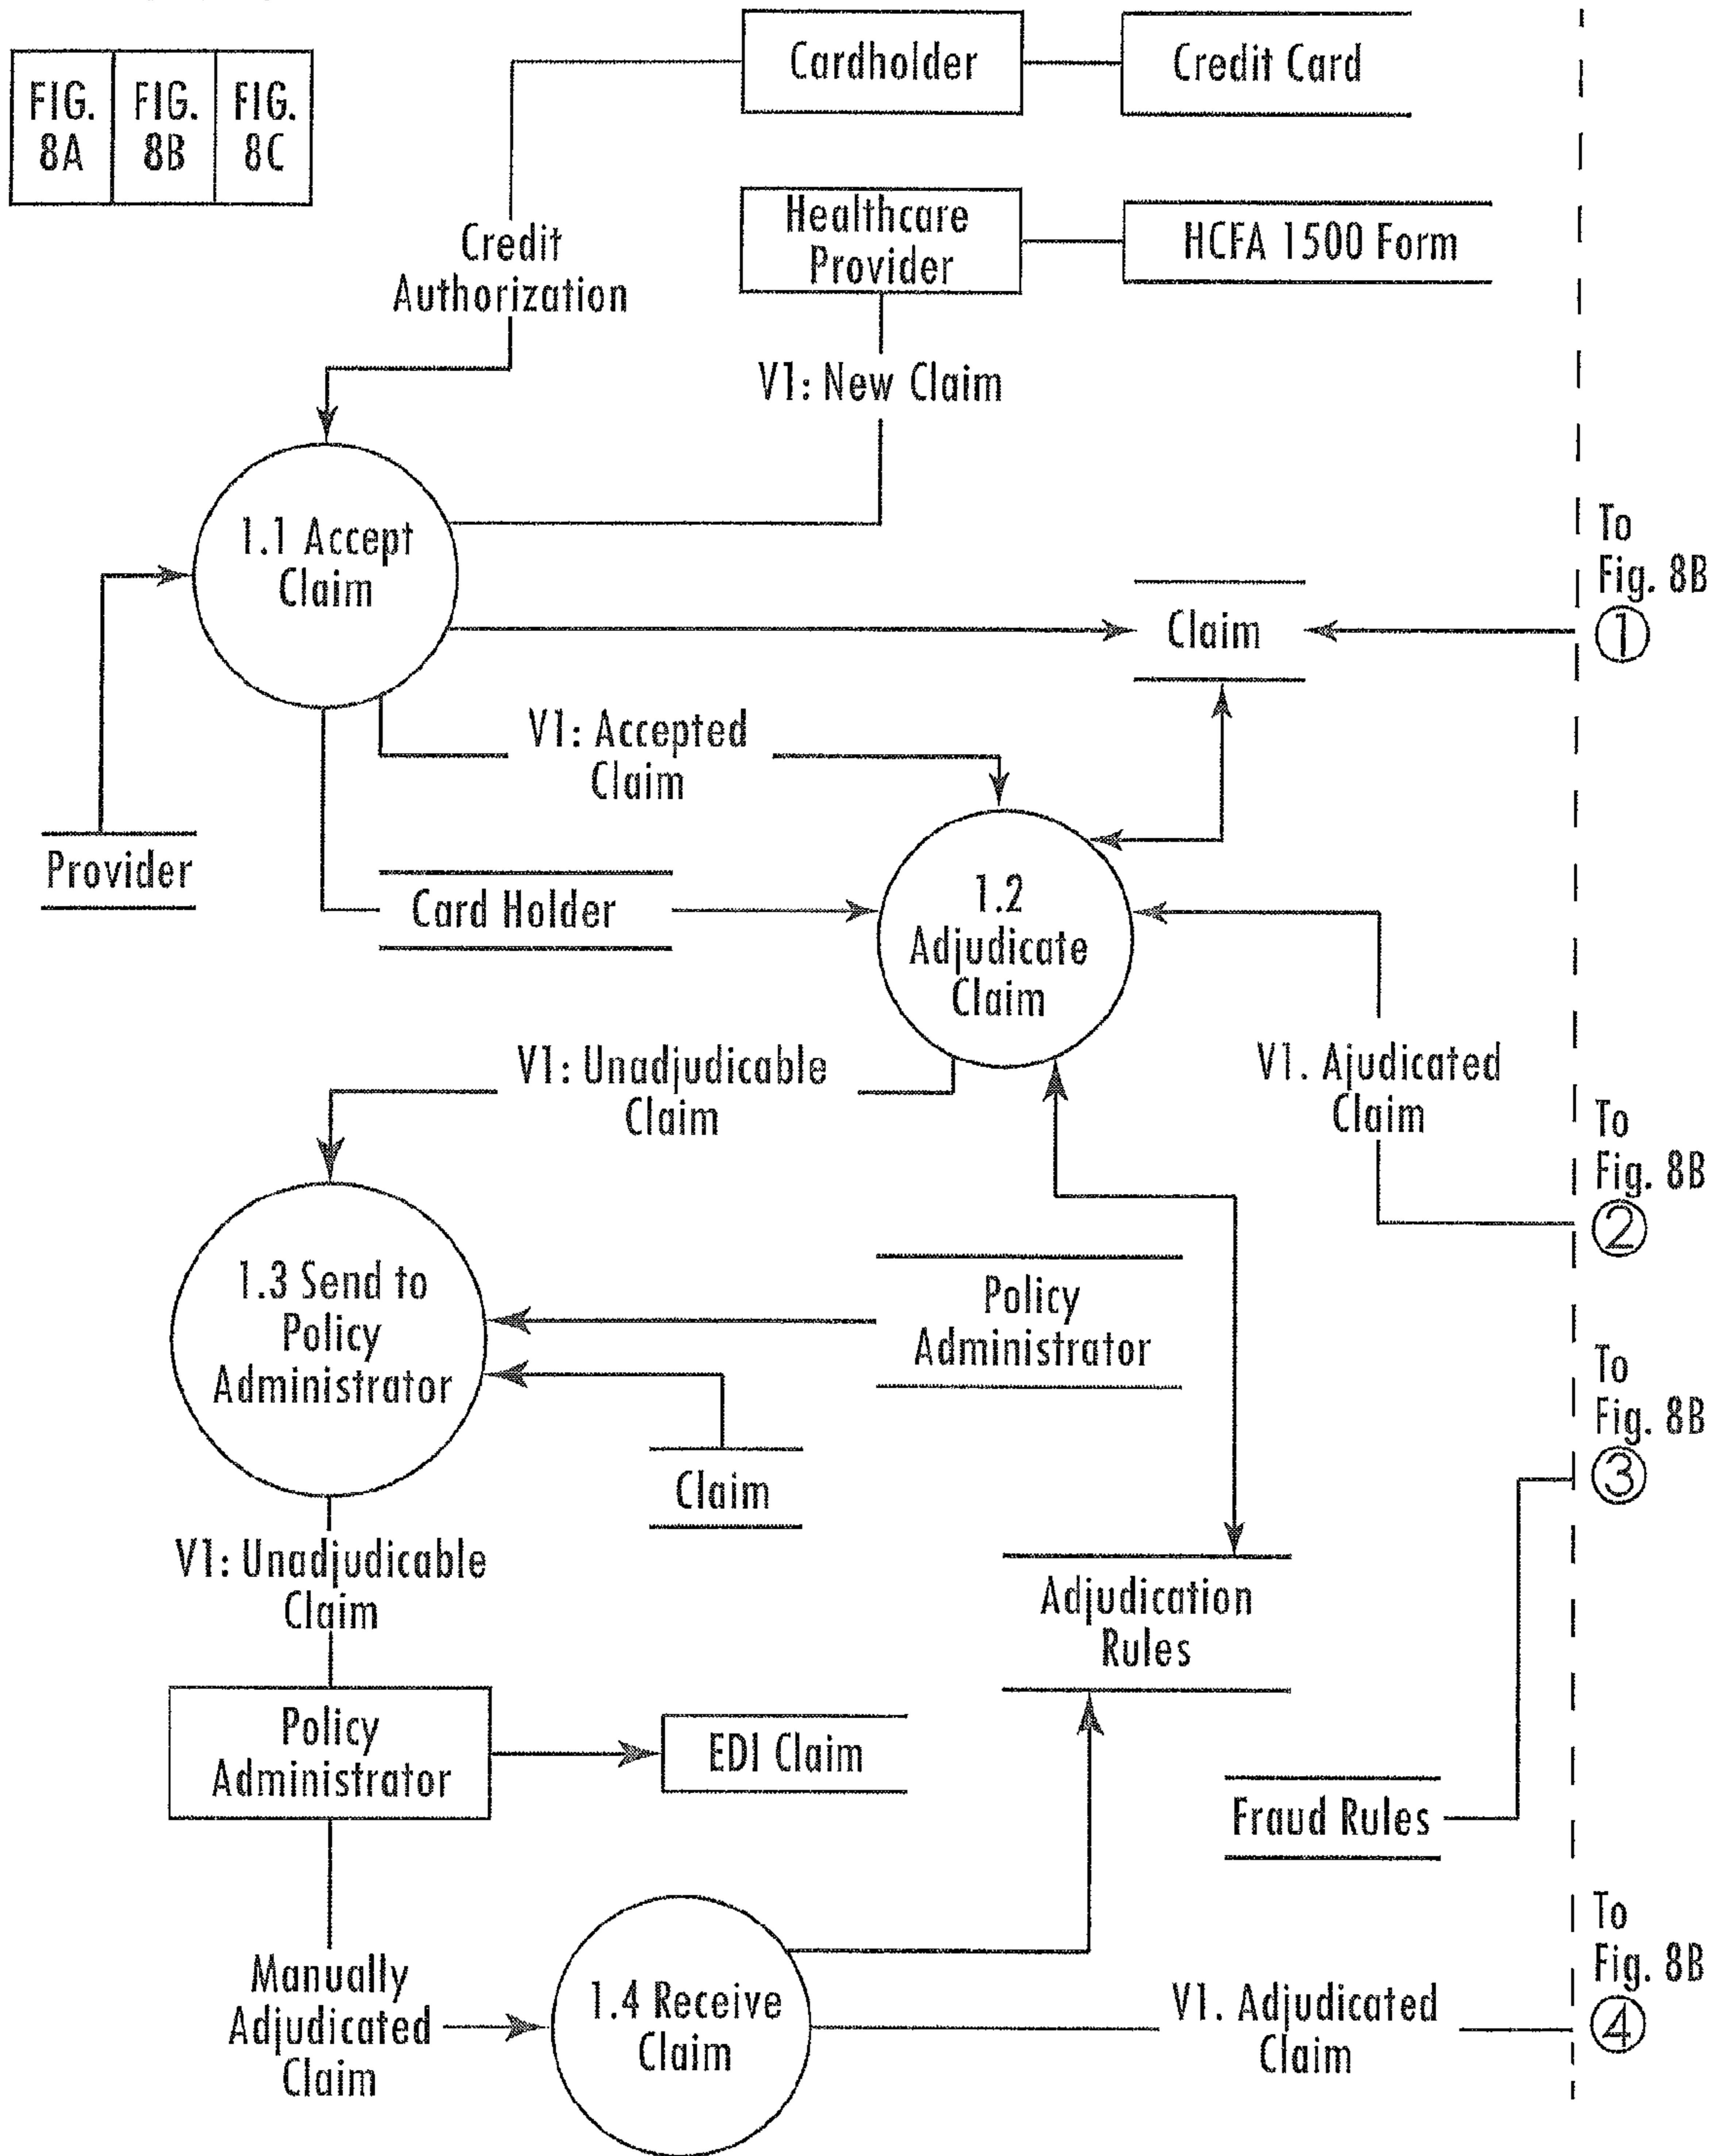 FIG.
8A
FIG.
8B
FIG.
8C
Cardholder
Credit Card
Healthcare
Provider
HCFA 1500 Form
Credit
Authorization
V1: New Claim
1.1 Accept
Claim
To
Fig. 8B
1
Claim
V1: Accepted
Claim
Provider
Card Holder
1.2
Adjudicate
Claim
V1: Unadjudicable
Claim
V1. Ajudicated
Claim
To
Fig. 8B
2
1.3 Send to
Policy
Administrator
Policy
Administrator
To
Fig. 8B
3
Claim
V1: Unadjudicable
Claim
Adjudication
Rules
Policy
Administrator
EDI Claim
Fraud Rules
Manually
Adjudicated
Claim
1.4 Receive
Claim
V1. Adjudicated
Claim
To
Fig. 8B
4